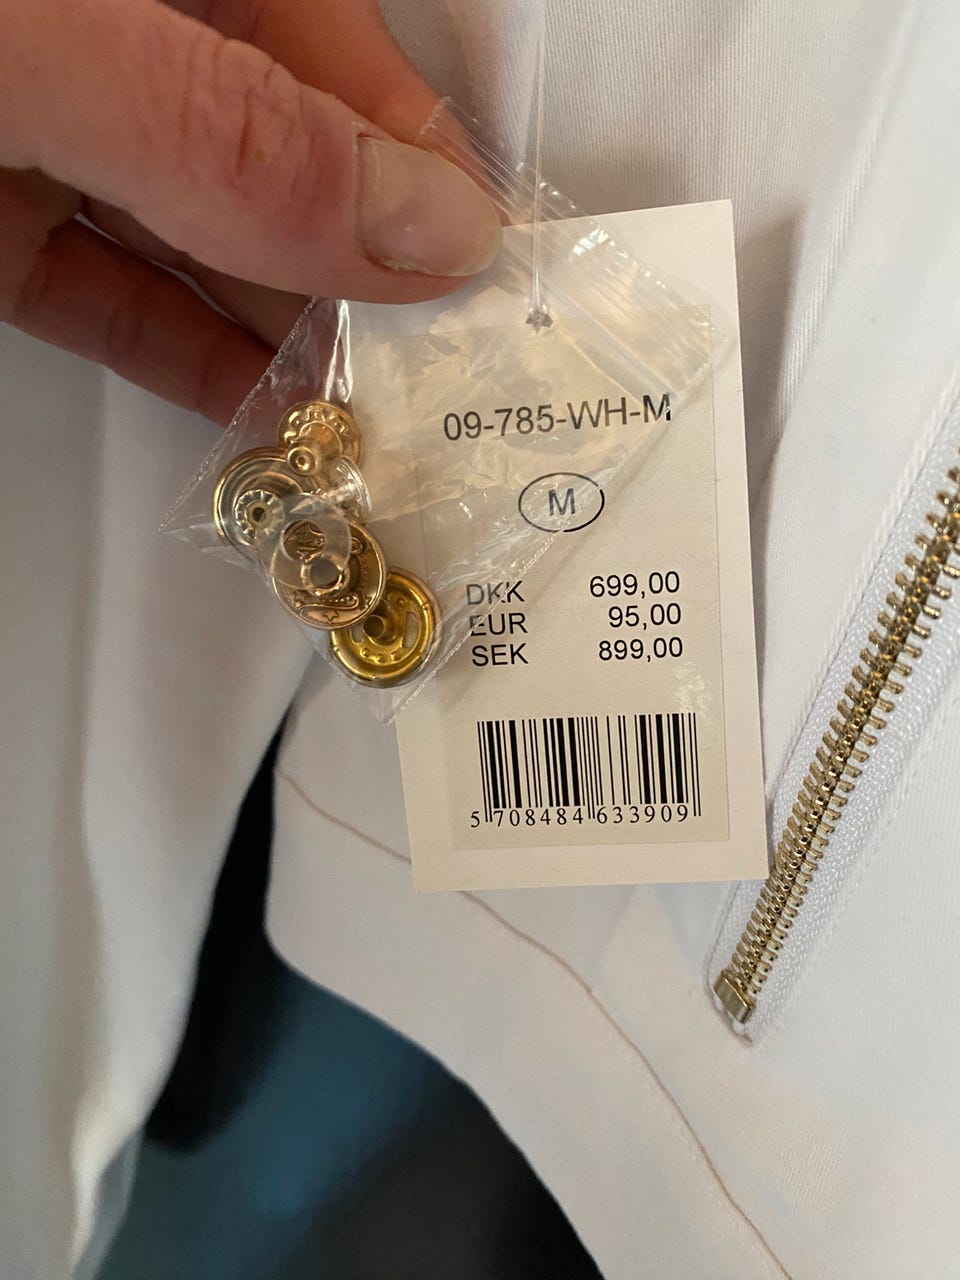 09-785-WH-M
M
DKK 699,00
EUR 95,00
SEK 899,00
5 708484 633909